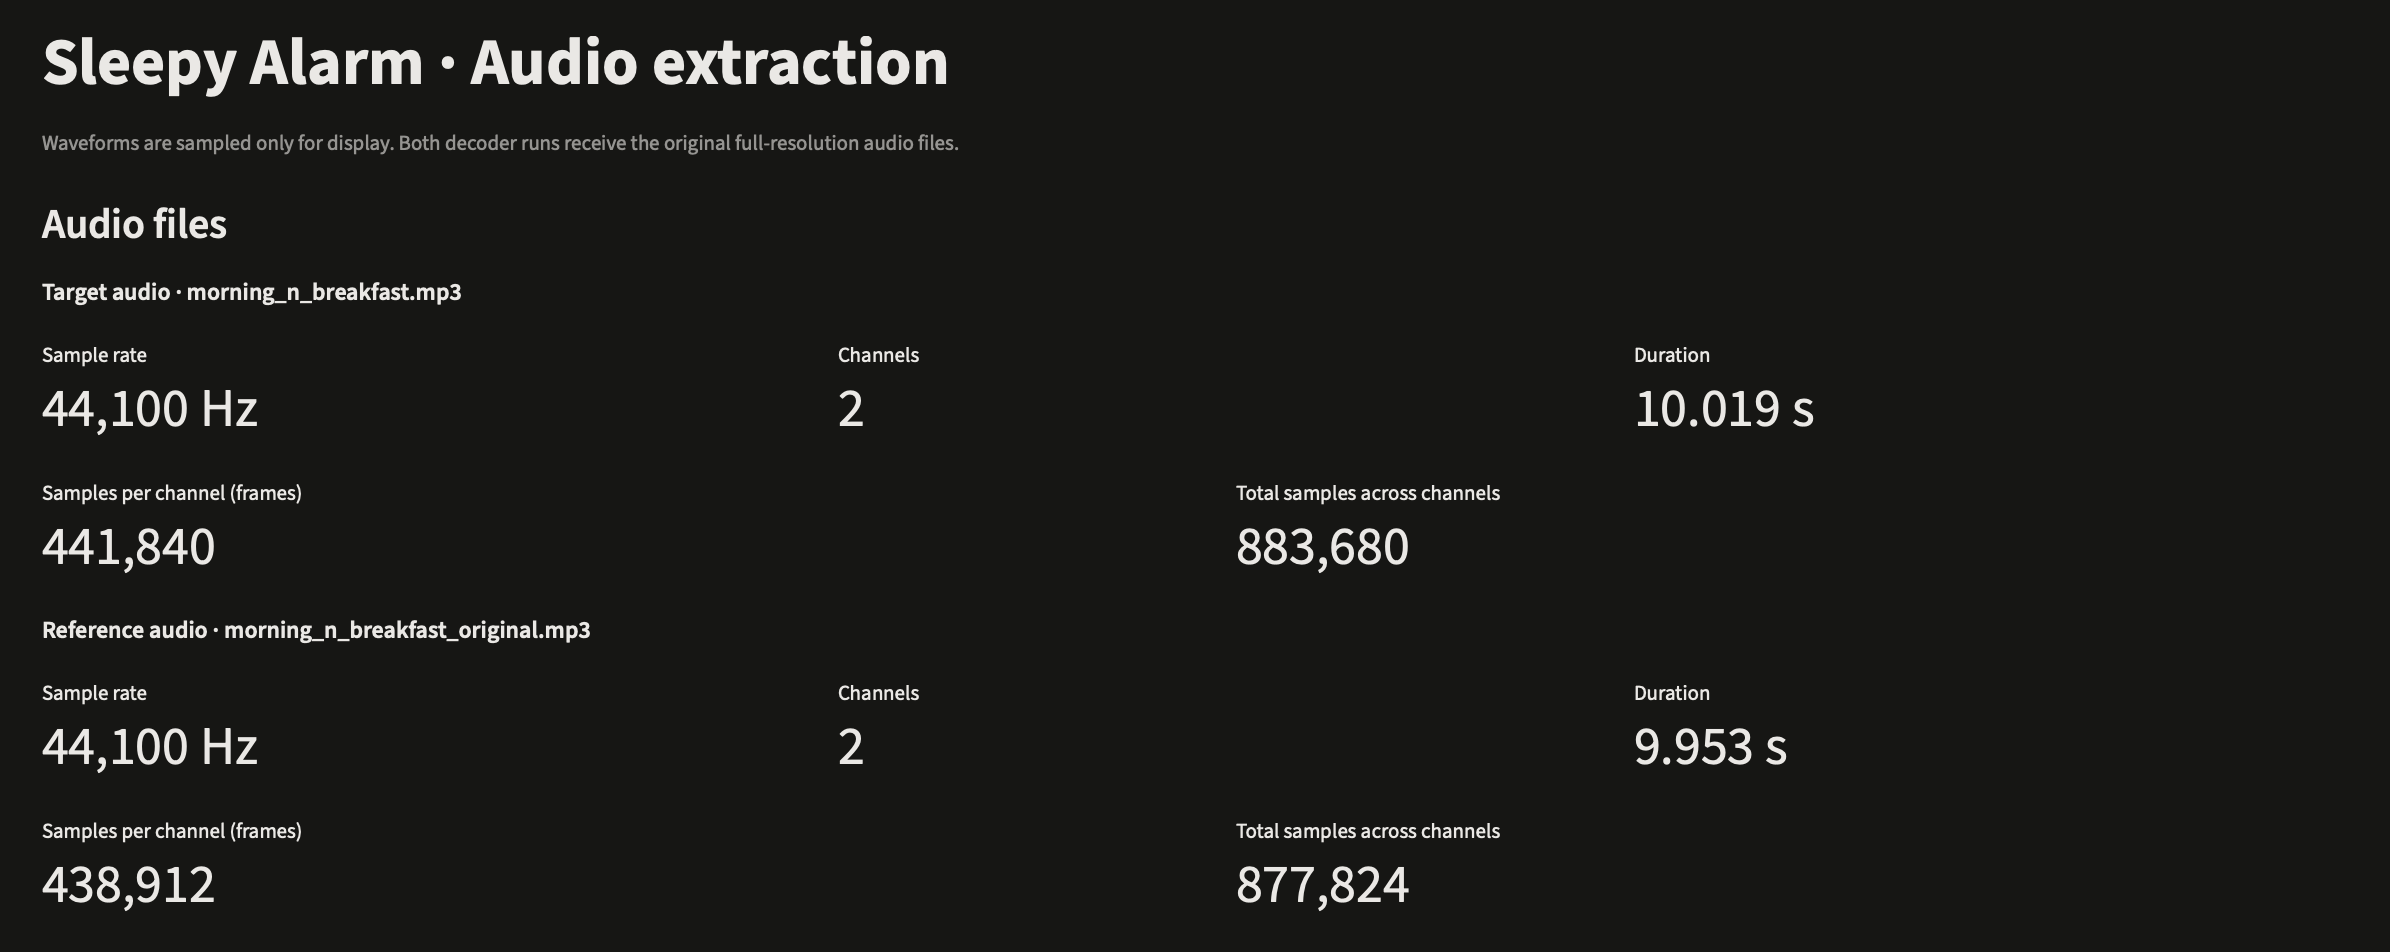 Sleepy Alarm · Audio extraction
Waveforms are sampled only for display. Both decoder runs receive the original full-resolution audio files.
Audio files
Target audio · morning_n_breakfast.mp3
Sample rate
Channels
Duration
44,100 Hz
2
10.019 s
Samples per channel (frames)
Total samples across channels
441,840
883,680
Reference audio · morning_n_breakfast_original.mp3
Sample rate
Channels
Duration
44,100 Hz
2
9.953 s
Samples per channel (frames)
Total samples across channels
438,912
877,824